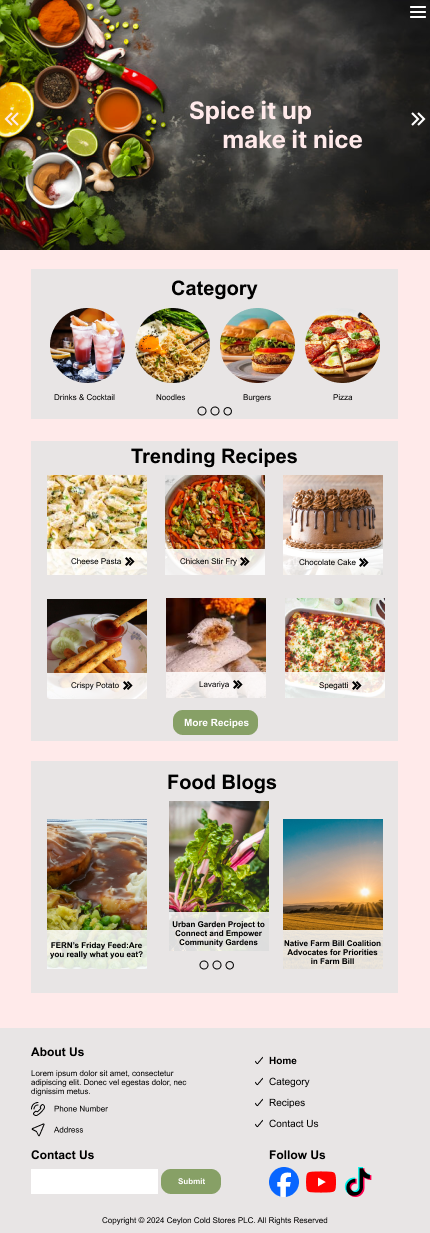 Spice it up
make it nice
Category
Drinks & Cocktail
Noodles
Burgers
Pizza
Trending Recipes
Cheese Pasta
Chicken Stir Fry
Chocolate Cake
Crispy Potato
Lavariya
Spegatti
More Recipes
Food Blogs
FERN's Friday Feed:Are
you really what you eat?
Urban Garden Project to
Connect and Empower
Community Gardens
Native Farm Bill Coalition
Advocates for Priorities
in Farm Bill
About Us
Lorem ipsum dolor sit amet, consectetur
adipiscing elit. Donec vel egestas dolor, nec
dignissim metus.
Phone Number
Address
Contact Us
Submit
Home
Category
Recipes
Contact Us
Follow Us
Copyright © 2024 Ceylon Cold Stores PLC. All Rights Reserved